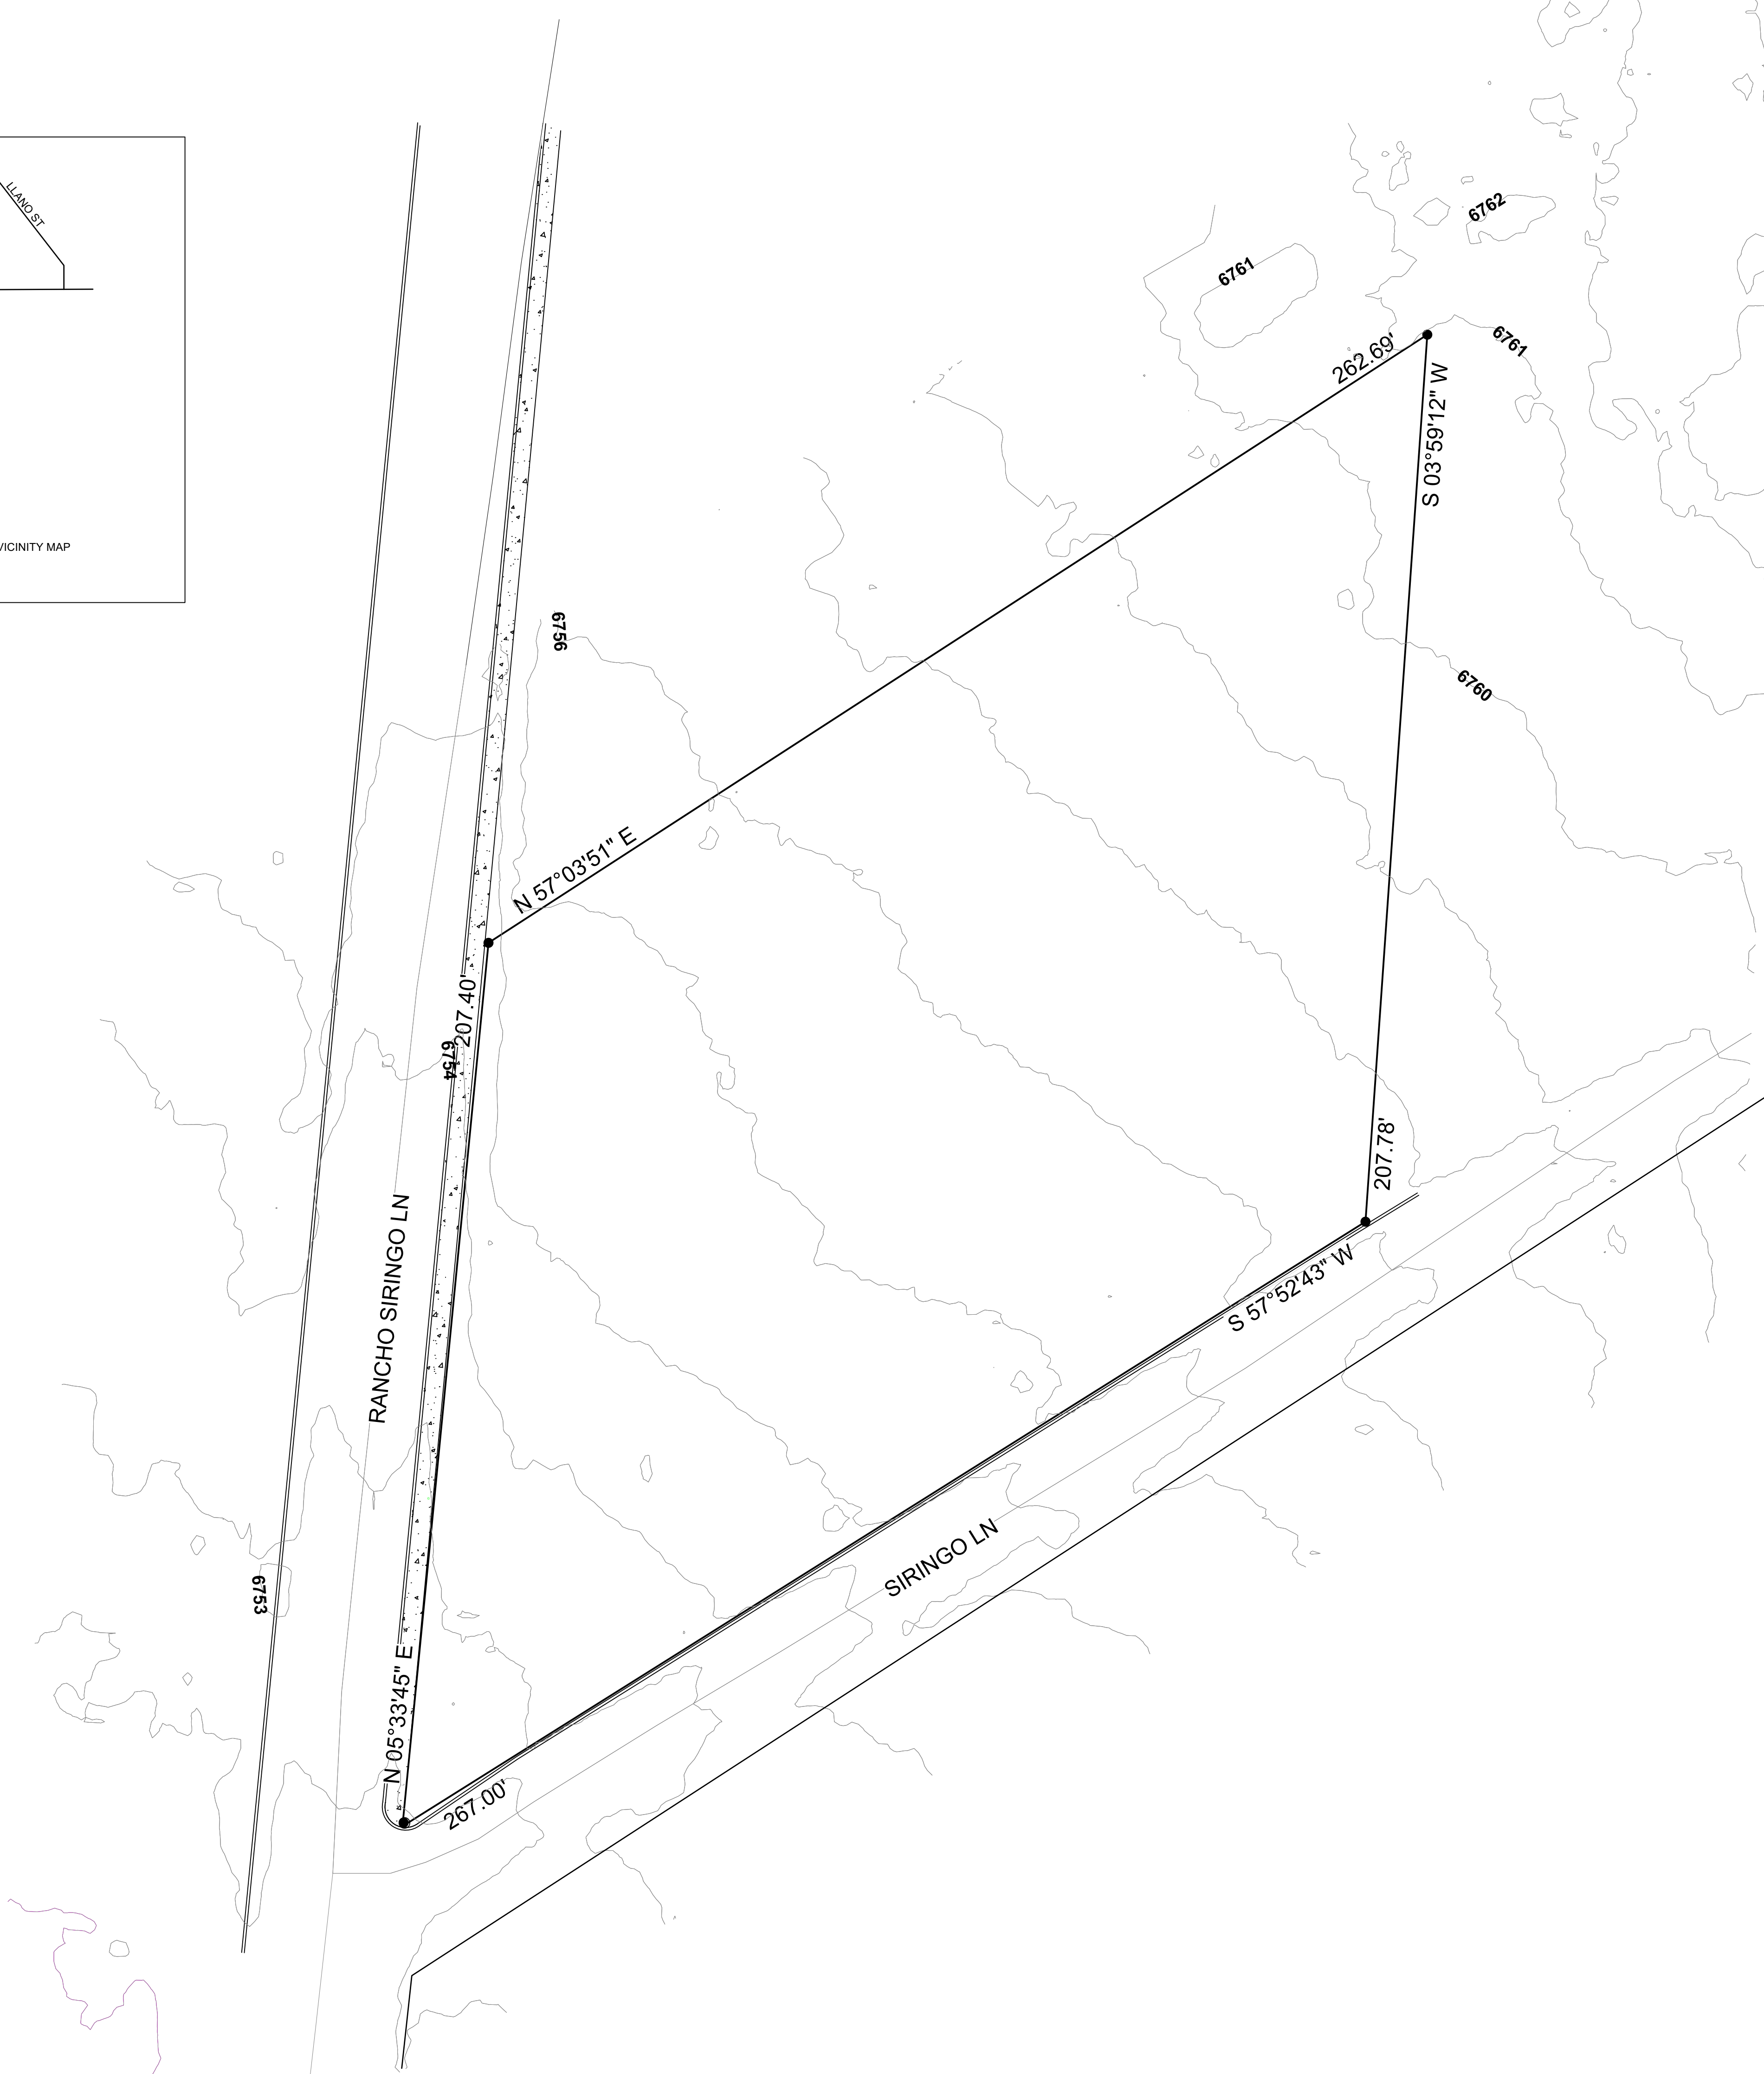 LLANO ST
VICINITY MAP
6762
6761
6761
262.69'
S 03°59'12" W
6756
6760
N 57°03'51" E
207.40'
6754
207.78'
RANCHO SIRINGO LN
S 57°52'43" W
SIRINGO LN
6753
N 05°33'45" E
267.00'